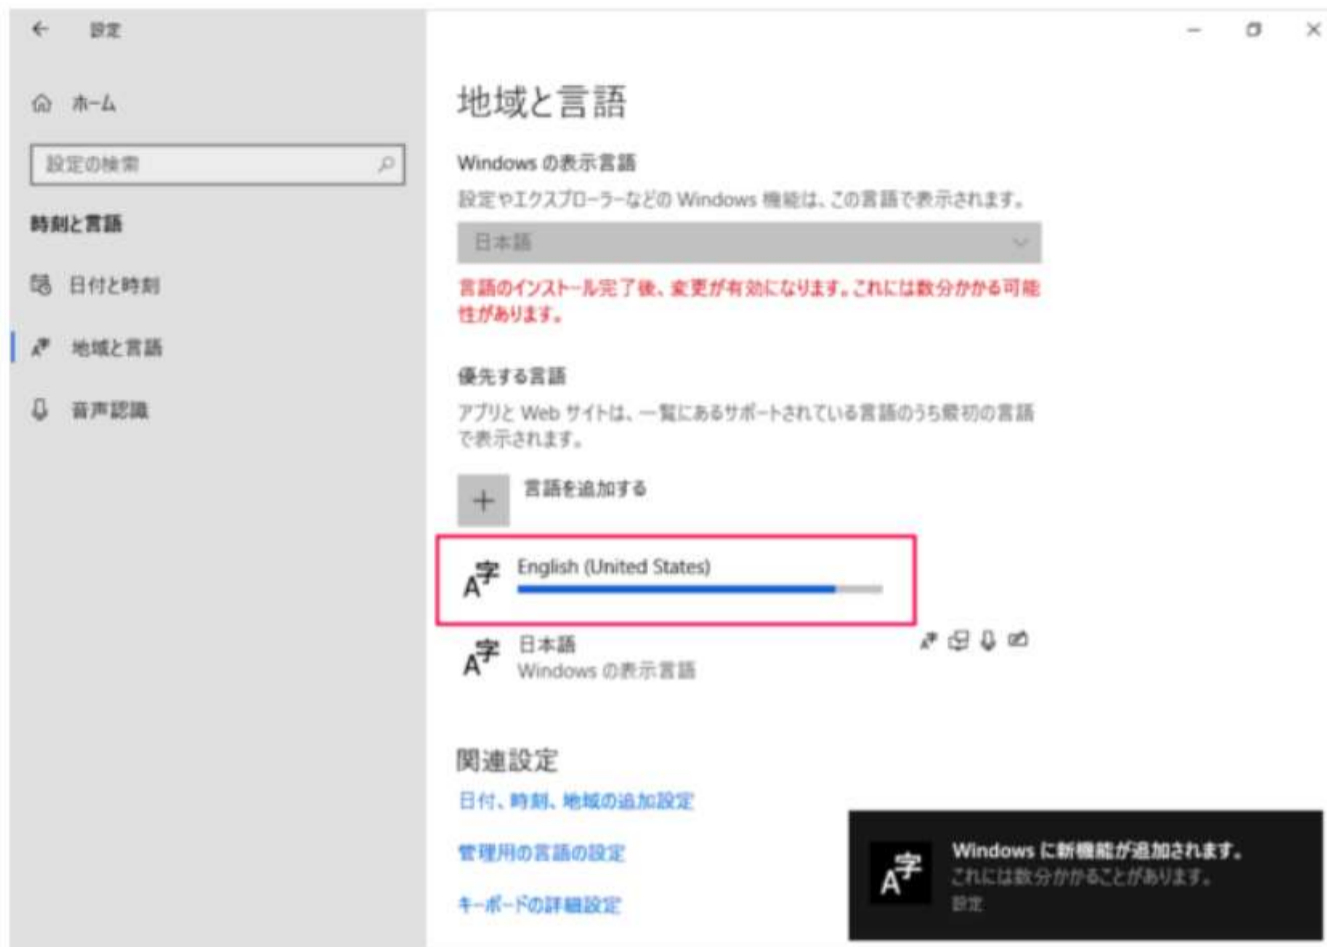 設定
ホーム
設定の検索
時刻と言語
日付と時刻
地域と言語
音声認識
地域と言語
Windows の表示言語
設定やエクスプローラーなどの Windows 機能は、この言語で表示されます。
日本語
言語のインストール完了後、変更が有効になります。これには数分かかる可能
性があります。
優先する言語
アプリと Web サイトは、一覧にあるサポートされている言語のうち最初の言語
で表示されます。
言語を追加する
English (United States)
日本語
Windows の表示言語
関連設定
日付、時刻、地域の追加設定
管理用の言語の設定
キーボードの詳細設定
Windows に新機能が追加されます。
これには数分かかることがあります。
設定